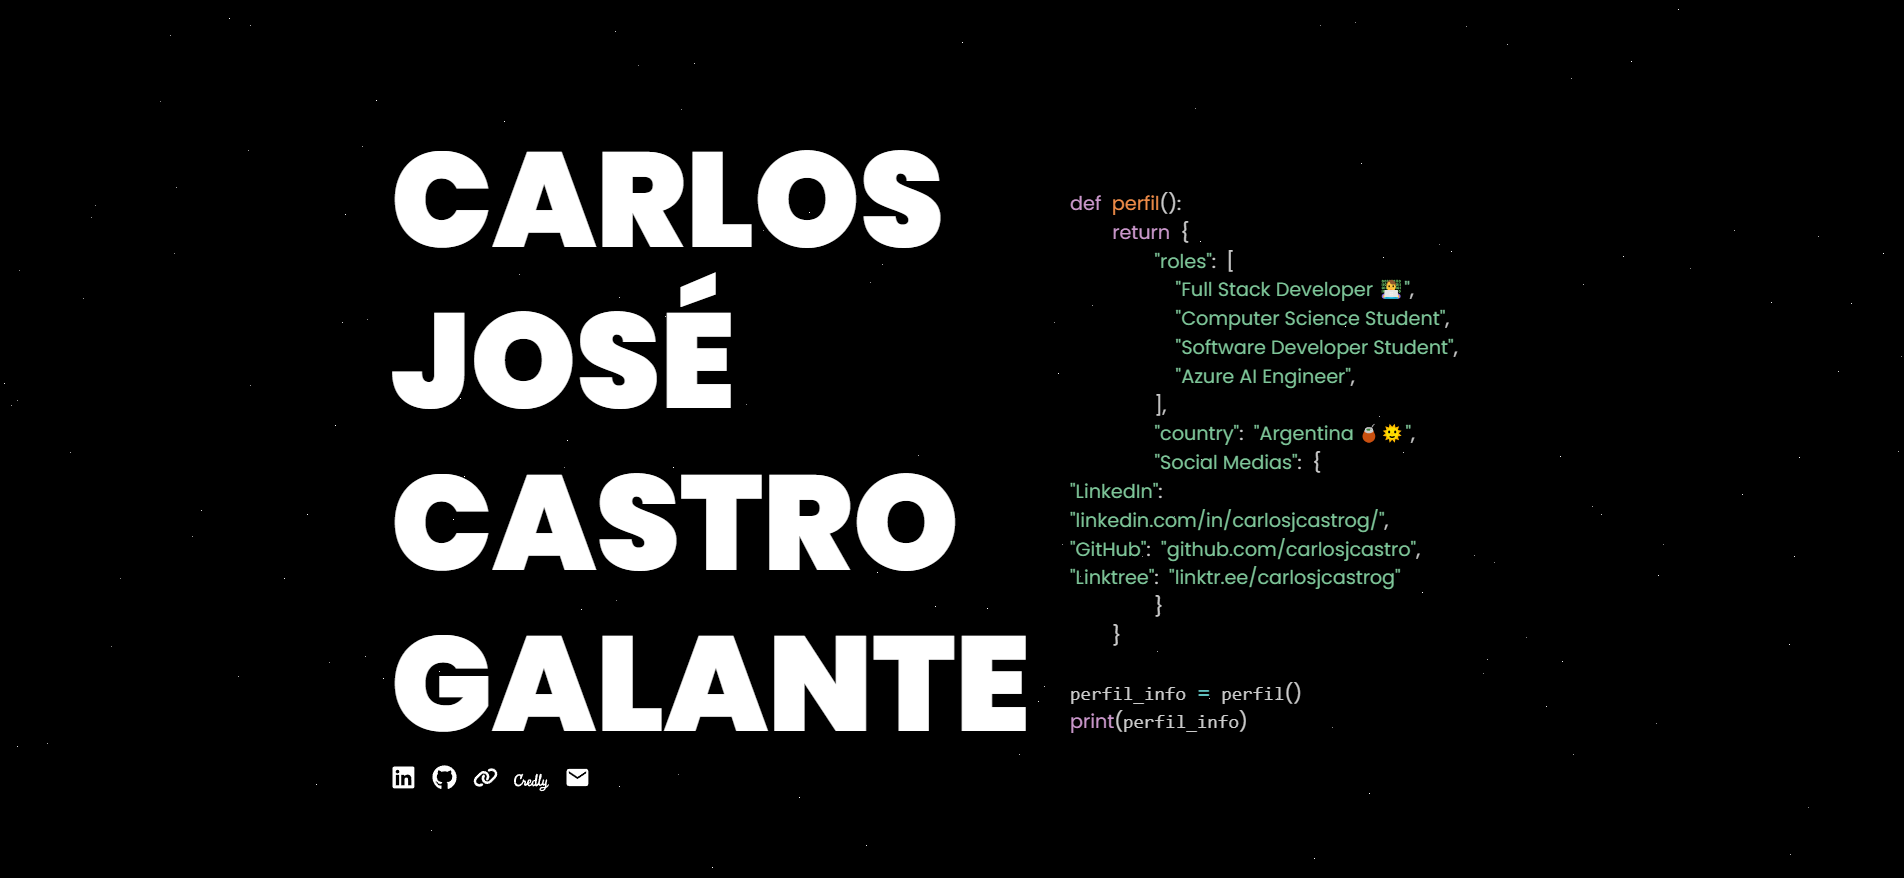 CARLOS
JOSÉ
CASTRO
GALANTE
Credly
def perfil():
return {
"roles": [
"Full Stack Developer 🧑‍💻",
"Computer Science Student",
"Software Developer Student",
"Azure AI Engineer",
],
"country": "Argentina 🧉🌞",
"Social Medias": {
"LinkedIn":
"linkedin.com/in/carlosjcastrog/",
"GitHub": "github.com/carlosjcastro",
"Linktree": "linktr.ee/carlosjcastrog"
}
}
perfil_info = perfil()
print(perfil_info)